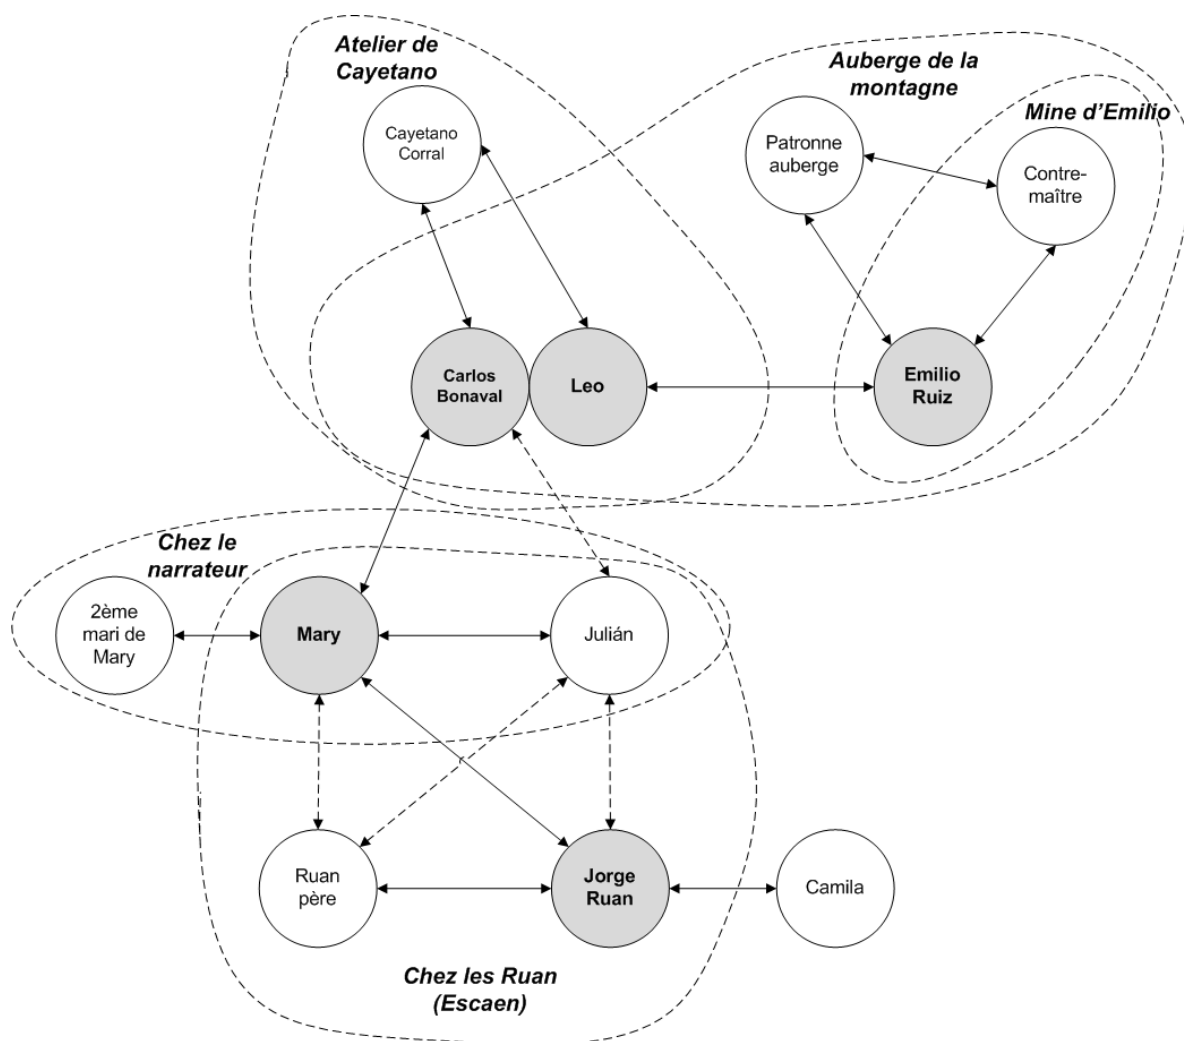 Atelier de
Cayetano
Auberge de la
montagne
Mine d'Emilio
Cayetano
Corral
Patronne
auberge
Contre-
maître
Carlos
Bonaval
Leo
Emilio
Ruiz
Chez le
narrateur
2ème
mari de
Mary
Mary
Julián
Ruan
père
Jorge
Ruan
Camila
Chez les Ruan
(Escaen)